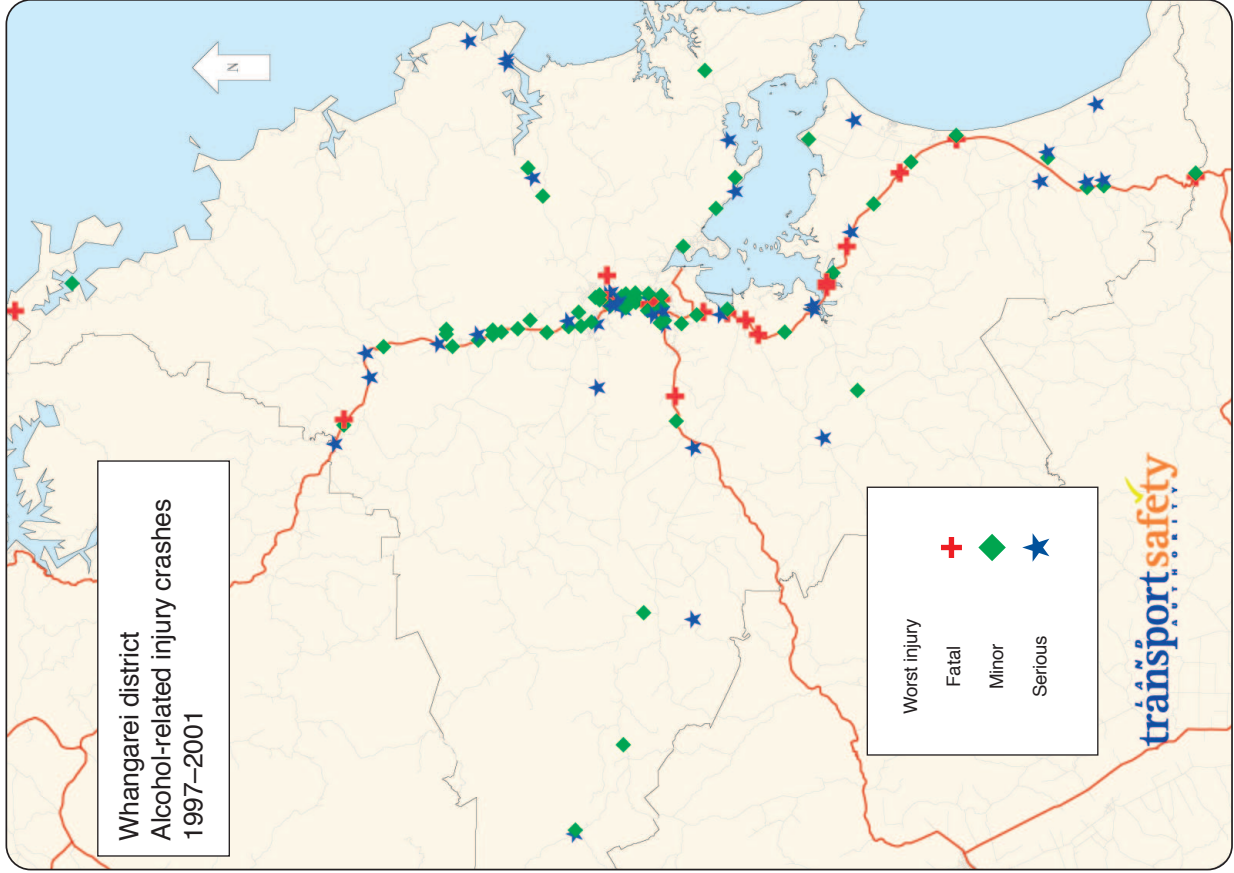 Whangarei district
Alcohol-related injury crashes
1997–2001
N
Worst injury
Fatal
Minor
Serious
LAND
transport safety
AUTHORITY